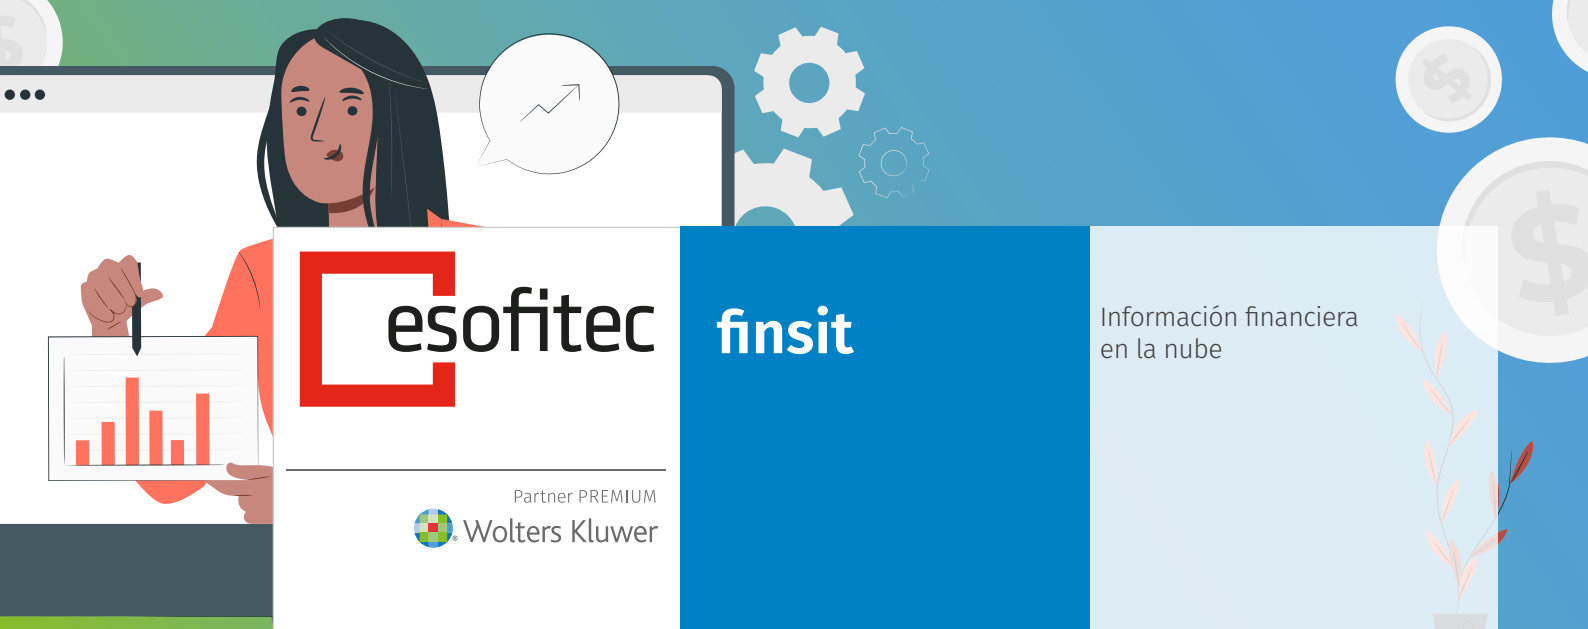 esofitec
Partner PREMIUM
Wolters Kluwer
finsit
Información financiera
en la nube